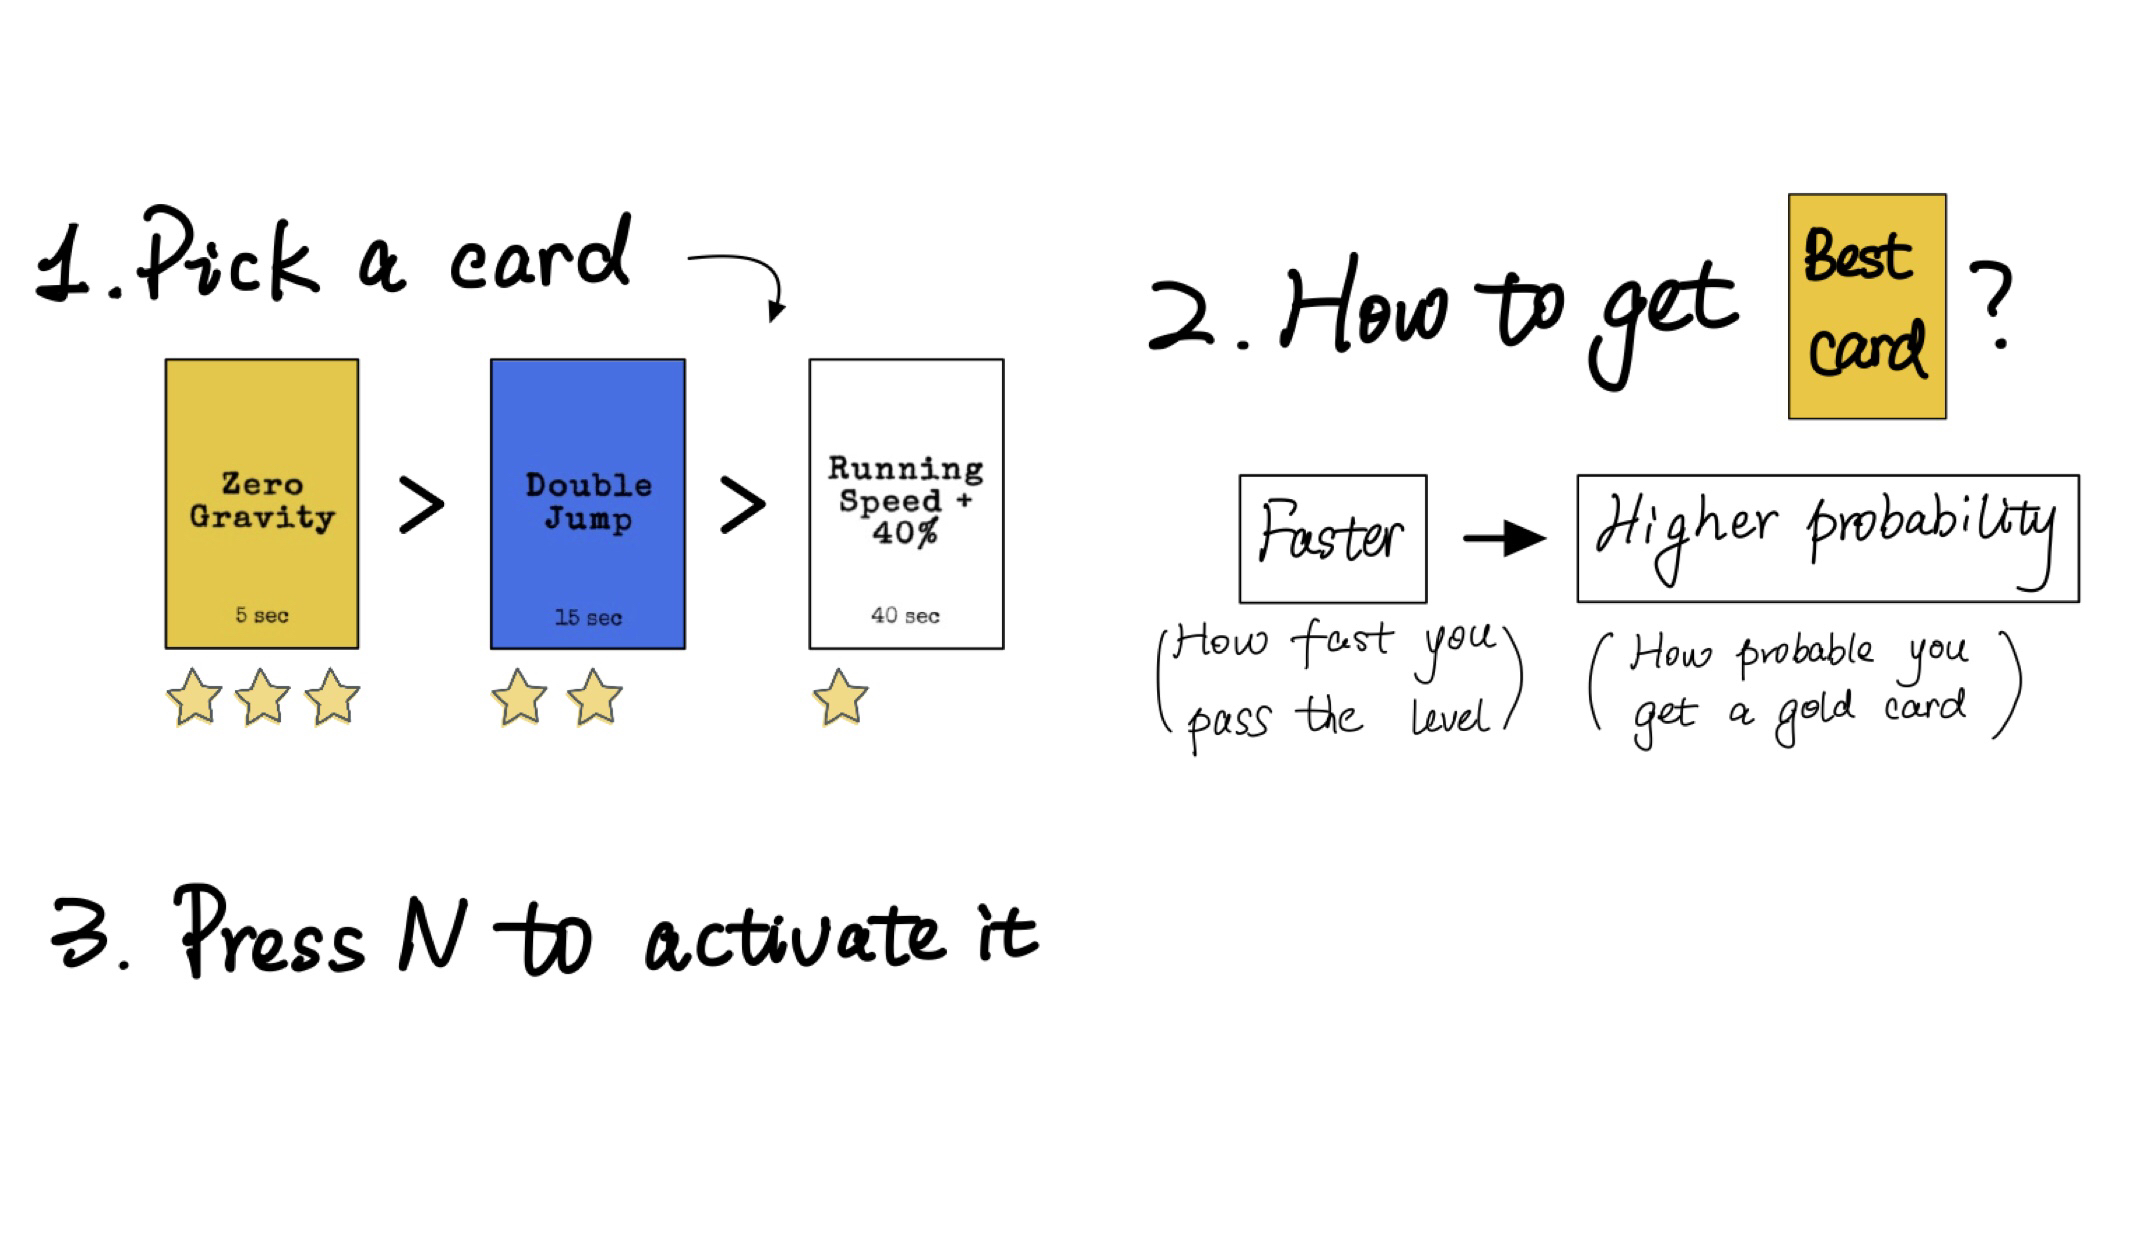 1. Pick a card
Zero
Gravity
5 sec
>
Double
Jump
15 sec
>
Running
Speed +
40%
40 sec
2. How to get
Best
card
?
Faster
Higher probability
(How fast you
pass the level)
(How probable you
get a gold card)
3. Press N to activate it